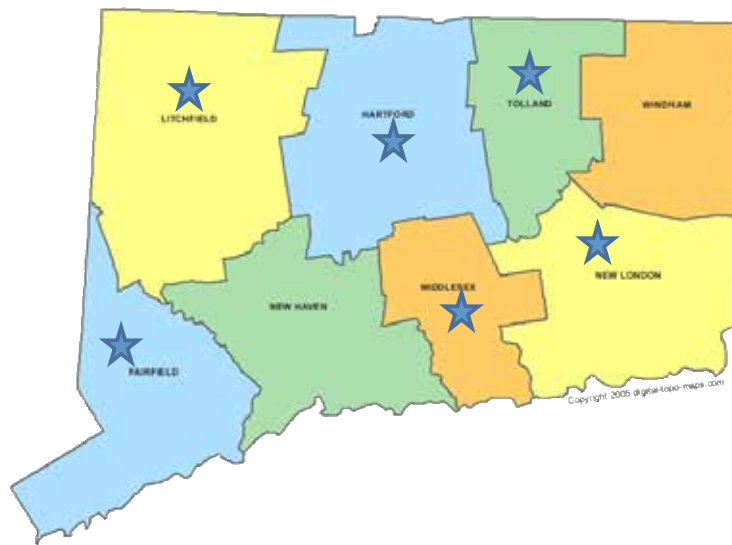 TOLLAND
WINDHAM
HARTFORD
LITCHFIELD
NEW LONDON
MIDDLESEX
NEW HAVEN
FAIRFIELD
Copyright 2005 digital-topo-maps.com